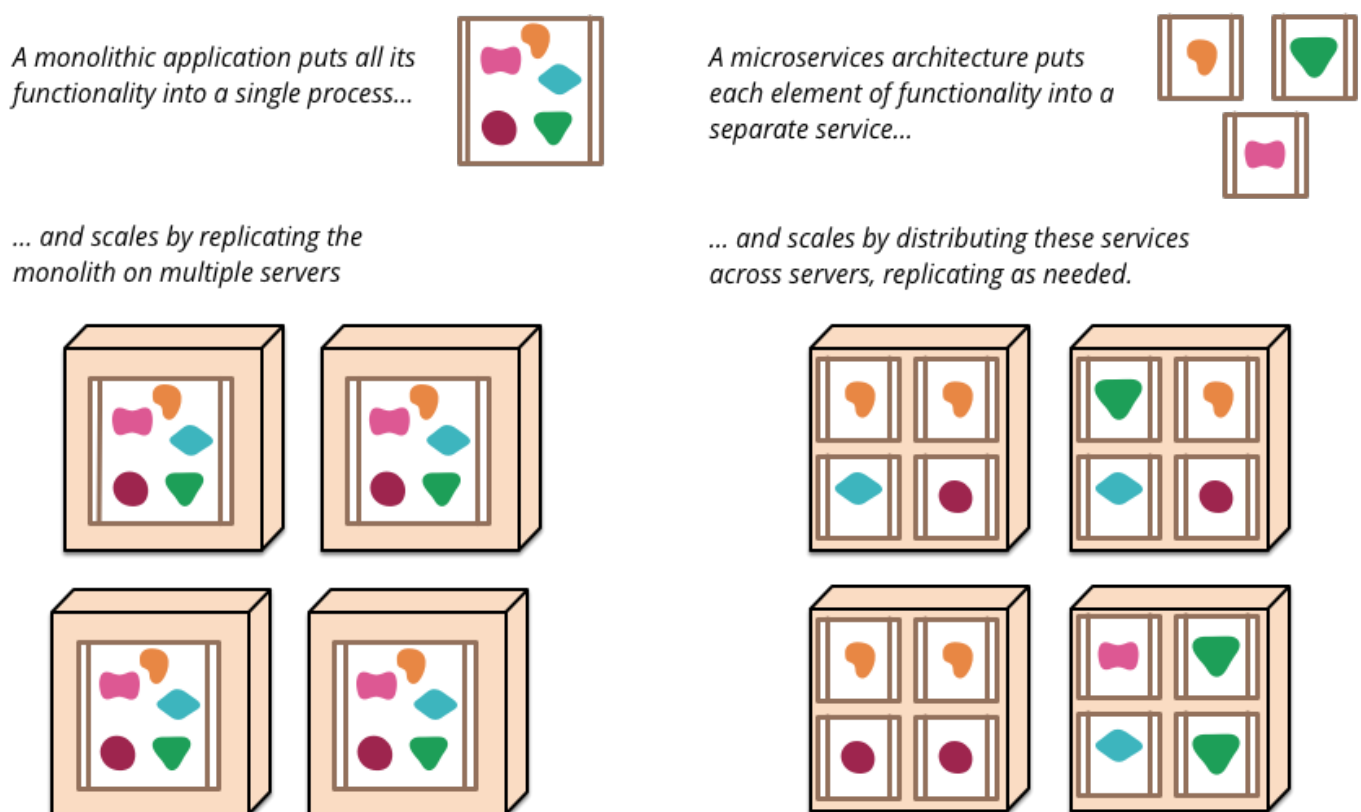 A monolithic application puts all its
functionality into a single process...
... and scales by replicating the
monolith on multiple servers
A microservices architecture puts
each element of functionality into a
separate service...
... and scales by distributing these services
across servers, replicating as needed.